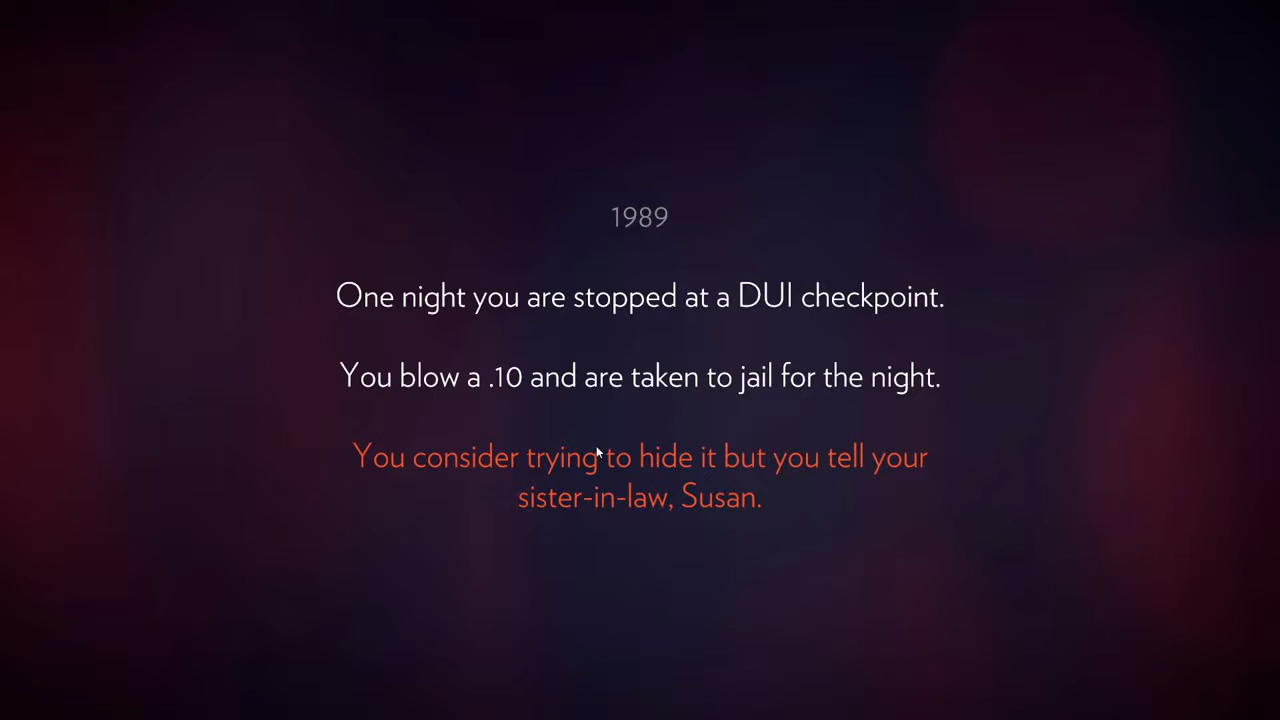 1989
One night you are stopped at a DUI checkpoint.
You blow a .10 and are taken to jail for the night.
You consider trying to hide it but you tell your
sister-in-law, Susan.